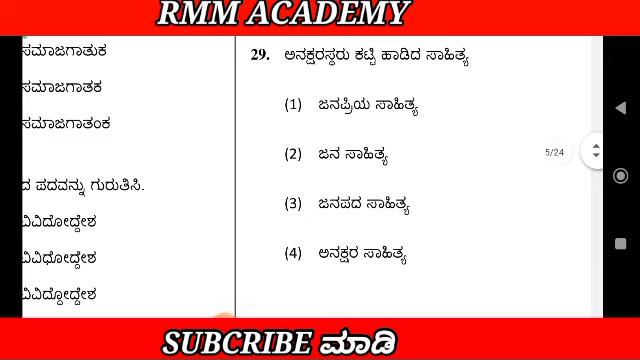 RMM ACADEMY
ಸಮಾಜಗಾತುಕ
ಸಮಾಜಗಾತಕ
ಸಮಾಜಗಾತಂಕ
ದ ಪದವನ್ನು ಗುರುತಿಸಿ.
ವಿವಿದೋದ್ದೇಶ
ವಿವಿಧೋದ್ದೇಶ
ವಿವಿದ್ದೋದ್ದೇಶ
29. ಅನಕ್ಷರಸ್ಥರು ಕಟ್ಟಿ ಹಾಡಿದ ಸಾಹಿತ್ಯ
(1) ಜನಪ್ರಿಯ ಸಾಹಿತ್ಯ
(2) ಜನ ಸಾಹಿತ್ಯ
(3) ಜನಪದ ಸಾಹಿತ್ಯ
(4) ಅನಕ್ಷರ ಸಾಹಿತ್ಯ
5/24
SUBCRIBE ಮಾಡಿ